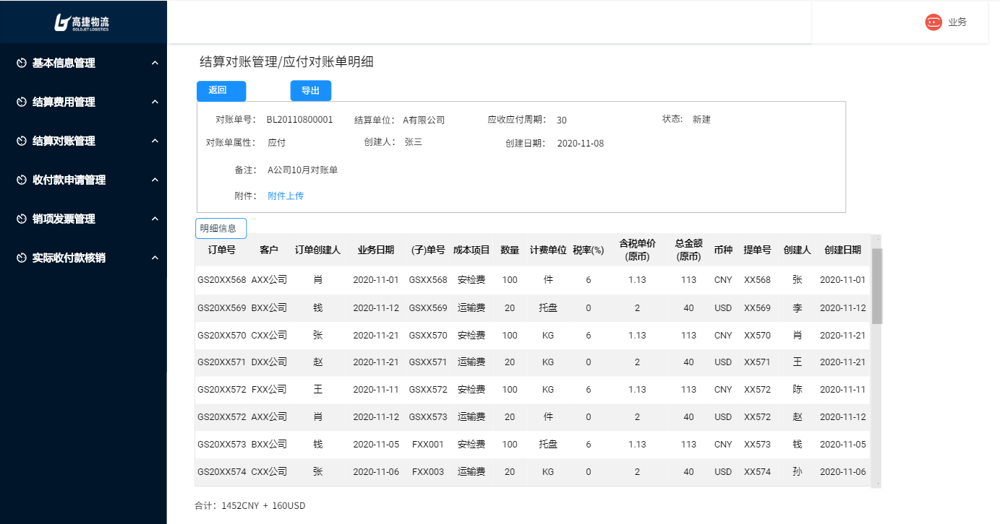 高捷物流
GOLDJET LOGISTICS
业务
基本信息管理
结算费用管理
结算对账管理
收付款申请管理
销项发票管理
实际收付款核销
结算对账管理/应付对账单明细
返回 导出
对账单号： BL20110800001 结算单位： A有限公司 应收应付周期： 30 状态: 新建
对账单属性： 应付 创建人： 张三 创建日期： 2020-11-08
备注： A公司10月对账单
附件： 附件上传
明细信息
订单号 客户 订单创建人 业务日期 (子)单号 成本项目 数量 计费单位 税率(%) 含税单价(原币) 总金额(原币) 币种 提单号 创建人 创建日期
GS20XX568 AXX公司 肖 2020-11-01 GSXX568 安检费 100 件 6 1.13 113 CNY XX568 张 2020-11-01
GS20XX569 BXX公司 钱 2020-11-12 GSXX569 运输费 20 托盘 0 2 40 USD XX569 李 2020-11-12
GS20XX570 CXX公司 张 2020-11-21 GSXX570 安检费 100 KG 6 1.13 113 CNY XX570 肖 2020-11-21
GS20XX571 DXX公司 赵 2020-11-21 GSXX571 运输费 20 KG 0 2 40 USD XX571 王 2020-11-21
GS20XX572 FXX公司 王 2020-11-11 GSXX572 安检费 100 KG 6 1.13 113 CNY XX572 陈 2020-11-11
GS20XX572 AXX公司 肖 2020-11-12 GSXX573 运输费 20 件 0 2 40 USD XX572 赵 2020-11-12
GS20XX573 BXX公司 钱 2020-11-05 FXX001 安检费 100 托盘 6 1.13 113 CNY XX573 钱 2020-11-05
GS20XX574 CXX公司 张 2020-11-06 FXX003 运输费 20 KG 0 2 40 USD XX574 孙 2020-11-06
合计：1452CNY + 160USD